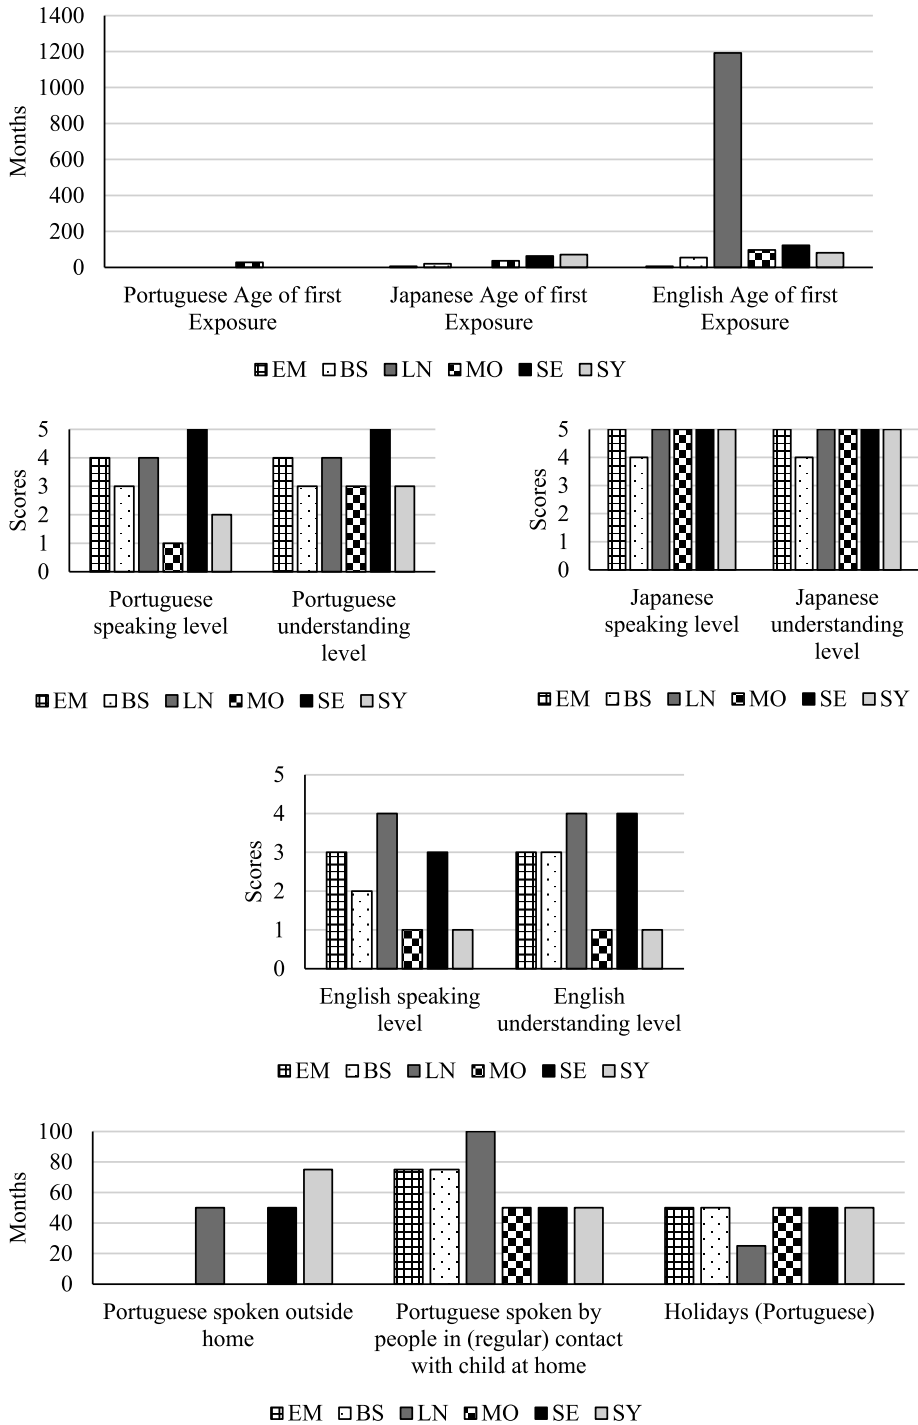 1400
1200
1000
800
600
400
200
0
Months
Portuguese Age of first
Exposure
Japanese Age of first
Exposure
English Age of first
Exposure
EM BS LN MO SE SY
5
4
3
2
1
0
Scores
Portuguese
speaking level
Portuguese
understanding
level
EM BS LN MO SE SY
5
4
3
2
1
0
Scores
Japanese
speaking level
Japanese
understanding
level
EM BS LN MO SE SY
5
4
3
2
1
0
Scores
English speaking
level
English
understanding level
EM BS LN MO SE SY
100
80
60
40
20
0
Months
Portuguese spoken outside
home
Portuguese spoken by
people in (regular) contact
with child at home
Holidays (Portuguese)
EM BS LN MO SE SY